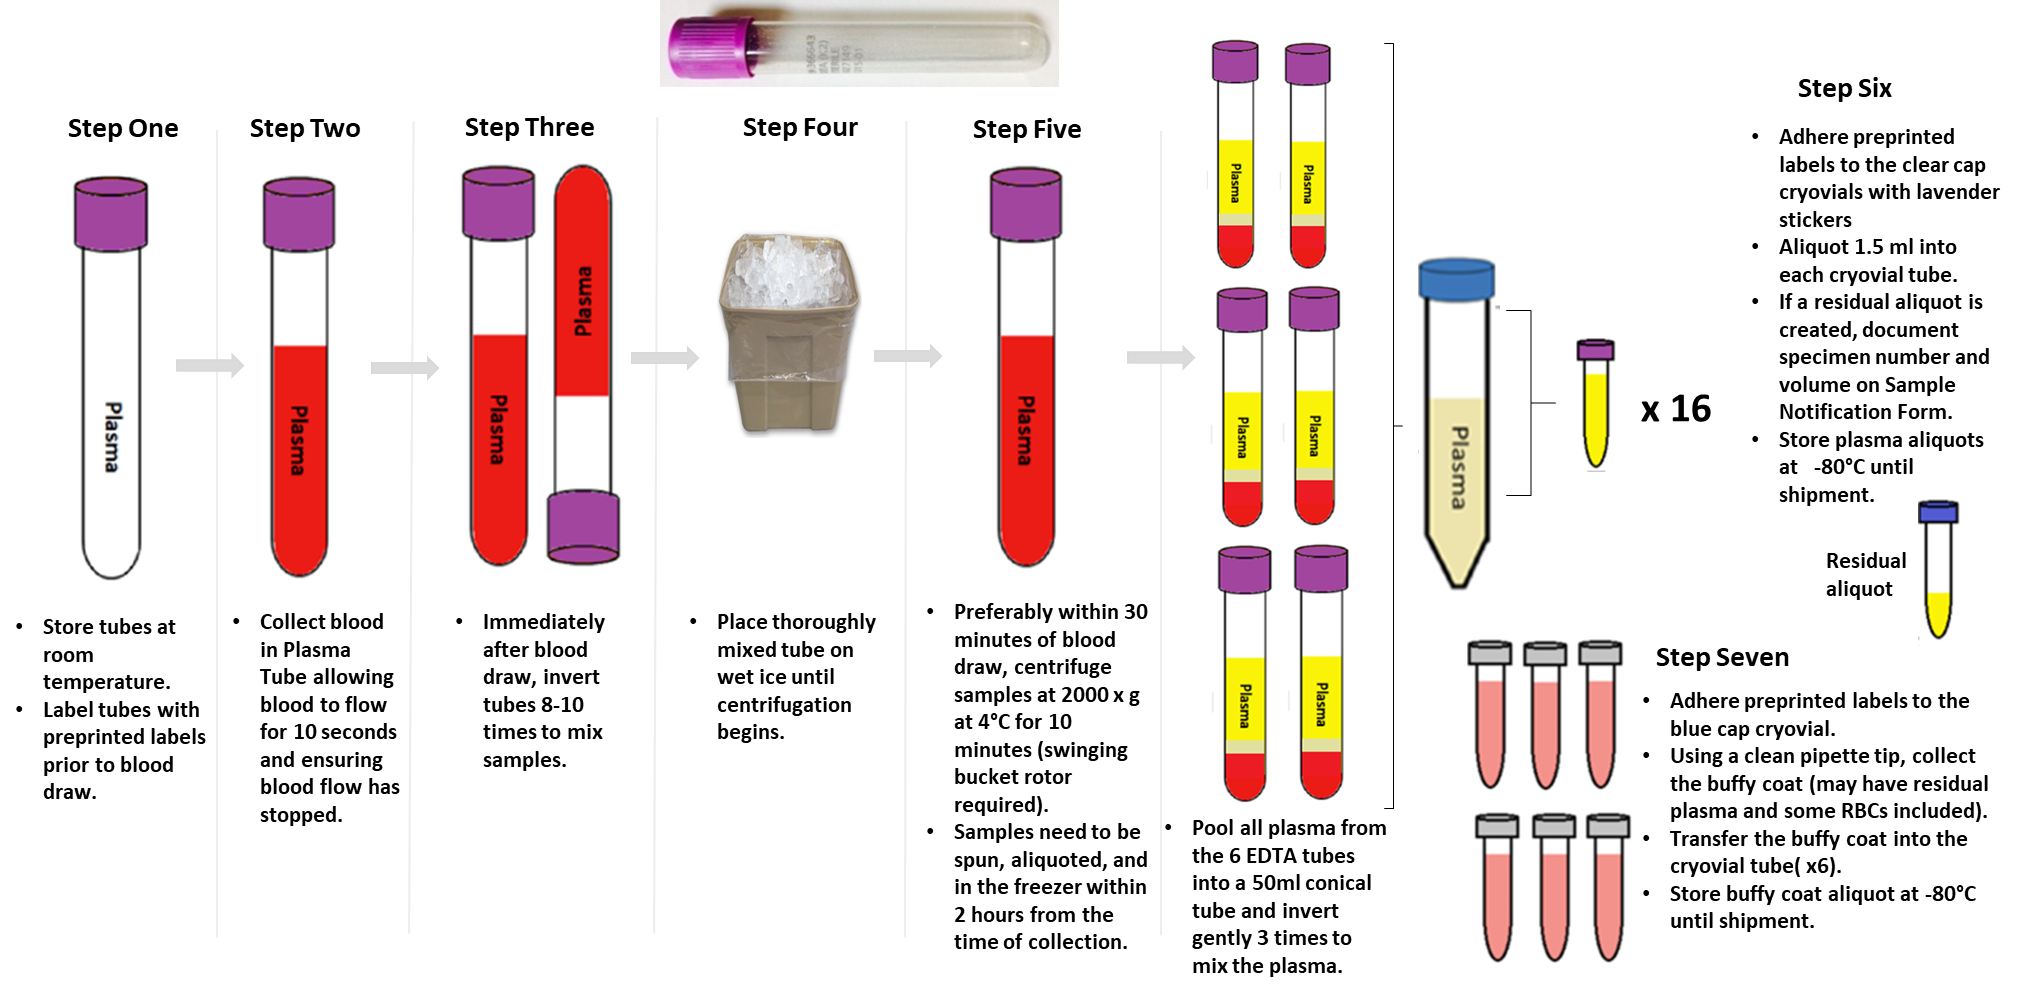 Step One
Plasma
• Store tubes at
room
temperature.
• Label tubes with
preprinted labels
prior to blood
draw.
Step Two
Plasma
• Collect blood
in Plasma
Tube allowing
blood to flow
for 10 seconds
and ensuring
blood flow has
stopped.
Step Three
Plasma
Plasma
• Immediately
after blood
draw, invert
tubes 8-10
times to mix
samples.
Step Four
• Place thoroughly
mixed tube on
wet ice until
centrifugation
begins.
Step Five
Plasma
• Preferably within 30
minutes of blood
draw, centrifuge
samples at 2000 x g
at 4°C for 10
minutes (swinging
bucket rotor
required).
• Samples need to be
spun, aliquoted, and
in the freezer within
2 hours from the
time of collection.
Plasma
Plasma
Plasma
Plasma
Plasma
Plasma
• Pool all plasma from
the 6 EDTA tubes
into a 50ml conical
tube and invert
gently 3 times to
mix the plasma.
Plasma
x 16
Step Six
• Adhere preprinted
labels to the clear cap
cryovials with lavender
stickers
• Aliquot 1.5 ml into
each cryovial tube.
• If a residual aliquot is
created, document
specimen number and
volume on Sample
Notification Form.
• Store plasma aliquots
at -80°C until
shipment.
Residual
aliquot
Step Seven
• Adhere preprinted labels to the
blue cap cryovial.
• Using a clean pipette tip, collect
the buffy coat (may have residual
plasma and some RBCs included).
• Transfer the buffy coat into the
cryovial tube( x6).
• Store buffy coat aliquot at -80°C
until shipment.